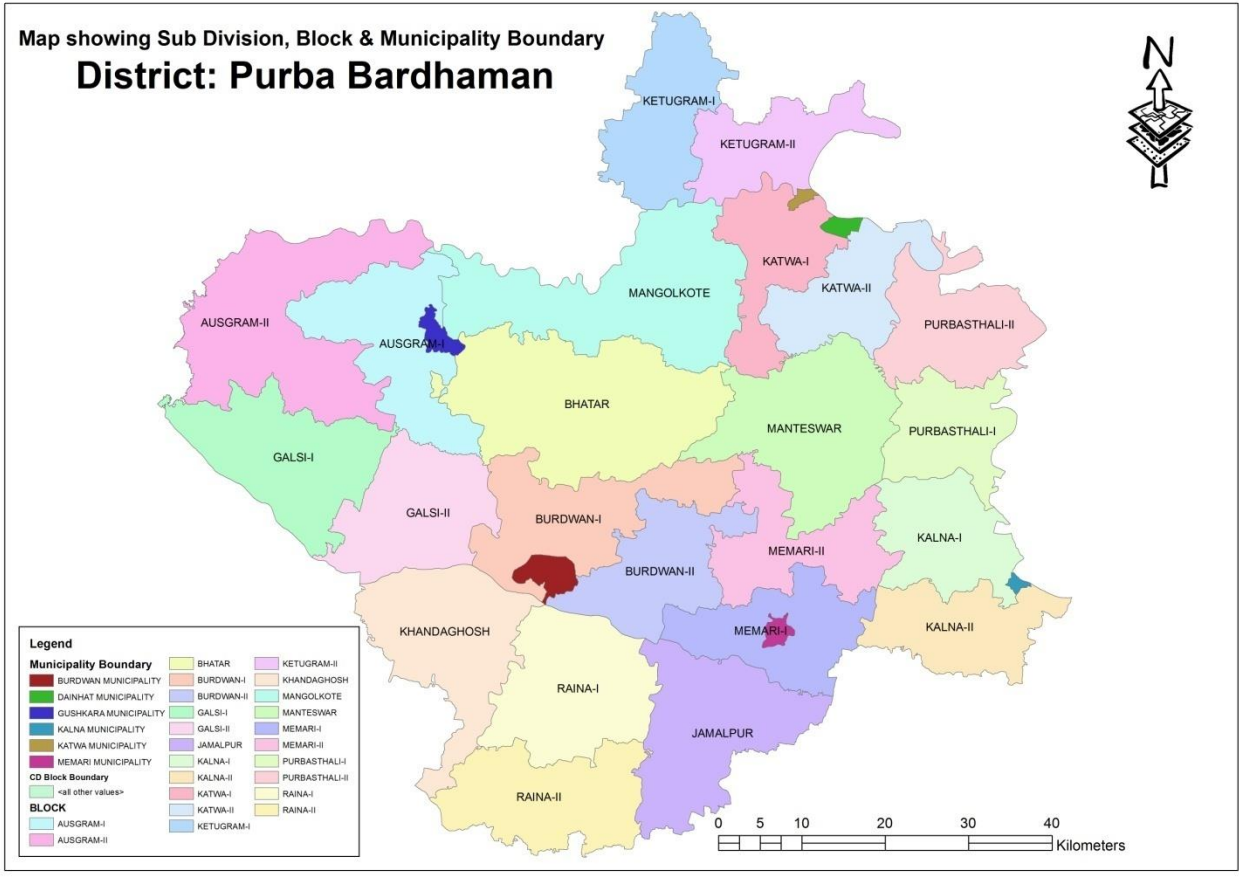 Map showing Sub Division, Block & Municipality Boundary
District: Purba Bardhaman
N
KETUGRAM-I
KETUGRAM-II
KATWA-I
KATWA-II
MANGOLKOTE
AUSGRAM-II
AUSGRAM-I
PURBASTHALI-II
BHATAR
MANTESWAR
PURBASTHALI-I
GALSI-I
GALSI-II
BURDWAN-I
KALNA-I
MEMARI-II
BURDWAN-II
KHANDAGHOSH
MEMARI-I
KALNA-II
RAINA-I
JAMALPUR
RAINA-II
Legend
Municipality Boundary
BURDWAN MUNICIPALITY
DAINHAT MUNICIPALITY
GUSHKARA MUNICIPALITY
KALNA MUNICIPALITY
KATWA MUNICIPALITY
MEMARI MUNICIPALITY
CD Block Boundary
<all other values>
BLOCK
AUSGRAM-I
AUSGRAM-II
BHATAR
BURDWAN-I
BURDWAN-II
GALSI-I
GALSI-II
JAMALPUR
KALNA-I
KALNA-II
KATWA-I
KATWA-II
KETUGRAM-I
KETUGRAM-II
KHANDAGHOSH
MANGOLKOTE
MANTESWAR
MEMARI-I
MEMARI-II
PURBASTHALI-I
PURBASTHALI-II
RAINA-I
RAINA-II
0 5 10 20 30 40
Kilometers